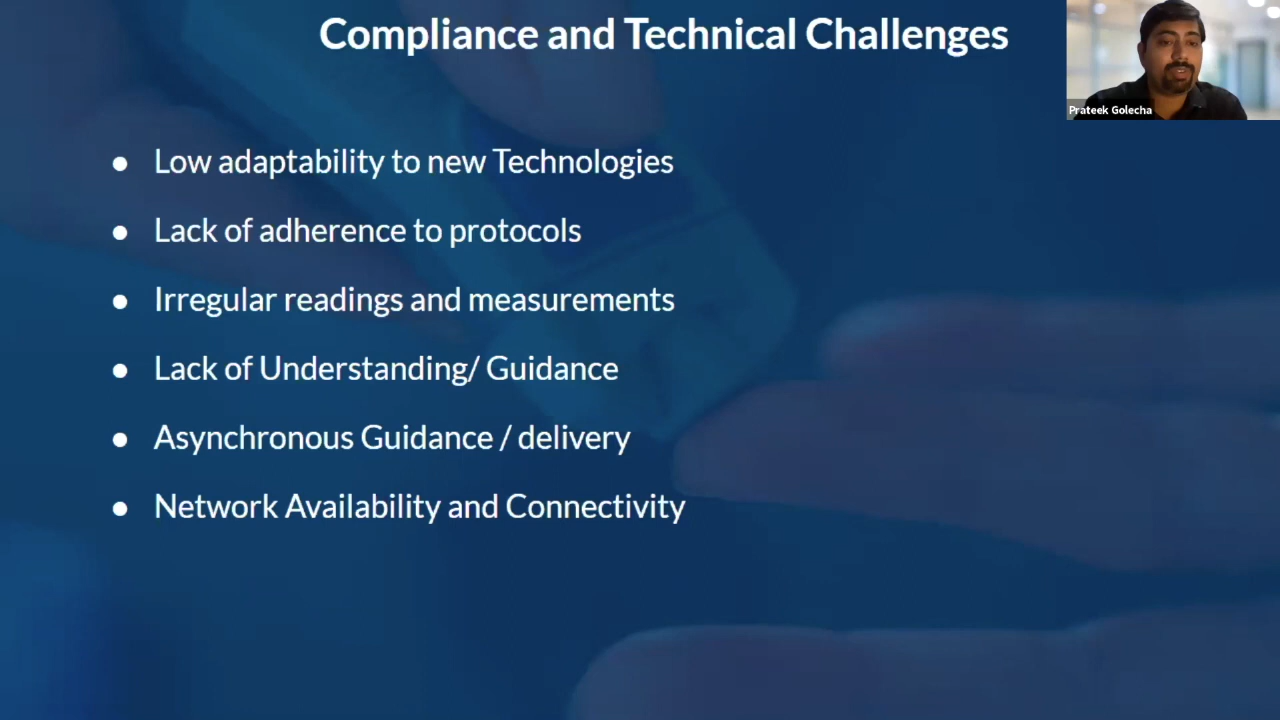 Compliance and Technical Challenges
Prateek Golecha
● Low adaptability to new Technologies
● Lack of adherence to protocols
● Irregular readings and measurements
● Lack of Understanding/ Guidance
● Asynchronous Guidance / delivery
● Network Availability and Connectivity